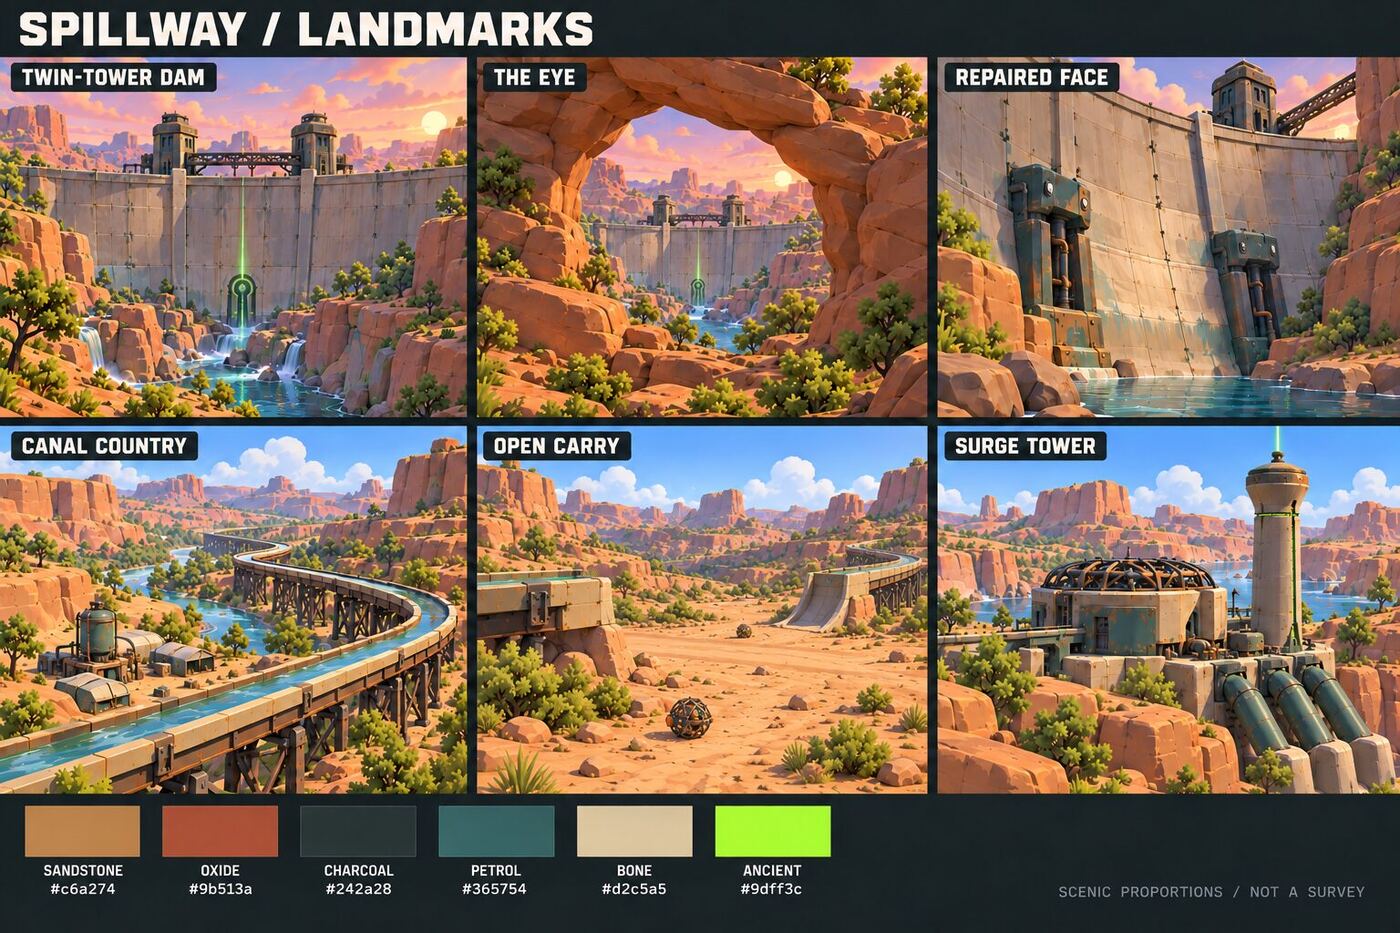 SPILLWAY / LANDMARKS
TWIN-TOWER DAM
THE EYE
REPAIRED FACE
CANAL COUNTRY
OPEN CARRY
SURGE TOWER
SANDSTONE
#c6a274
OXIDE
#9b513a
CHARCOAL
#242a28
PETROL
#365754
BONE
#d2c5a5
ANCIENT
#9dff3c
SCENIC PROPORTIONS / NOT A SURVEY